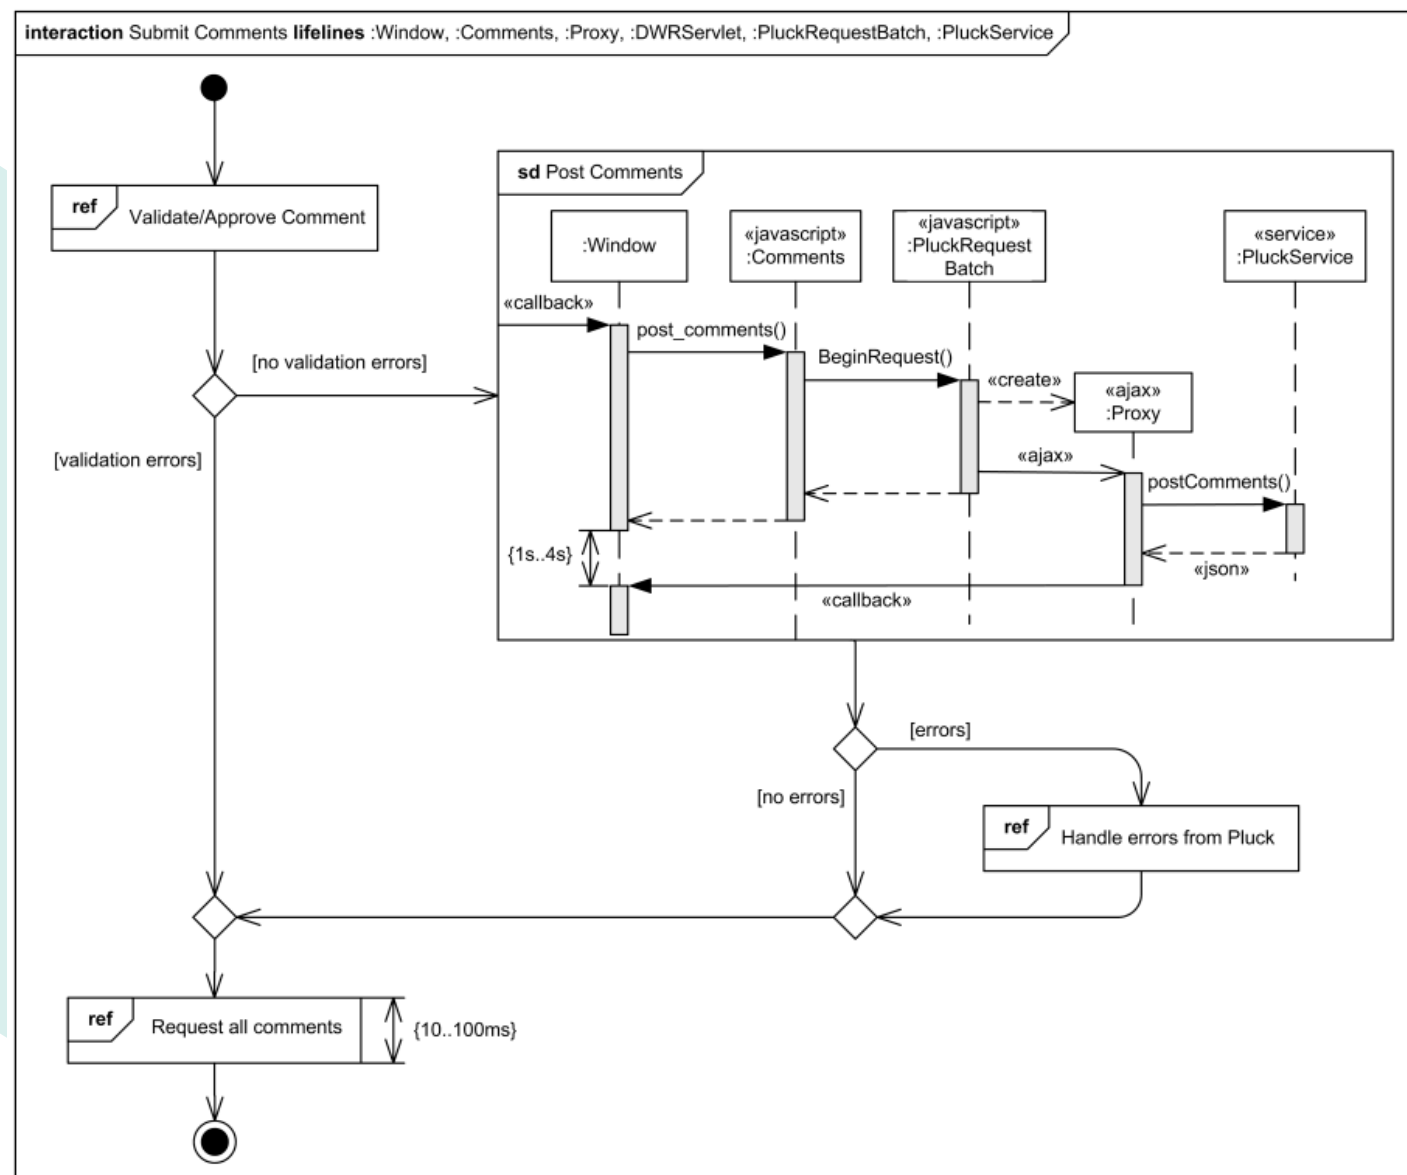 interaction Submit Comments lifelines :Window, :Comments, :Proxy, :DWRServlet, :PluckRequestBatch, :PluckService
sd Post Comments
ref
Validate/Approve Comment
:Window
«javascript»
:Comments
«javascript»
:PluckRequest
Batch
«service»
:PluckService
«callback»
post_comments()
BeginRequest()
«create»
«ajax»
:Proxy
[no validation errors]
[validation errors]
«ajax»
postComments()
{1s..4s}
«json»
«callback»
[errors]
[no errors]
ref
Handle errors from Pluck
ref
Request all comments
{10..100ms}